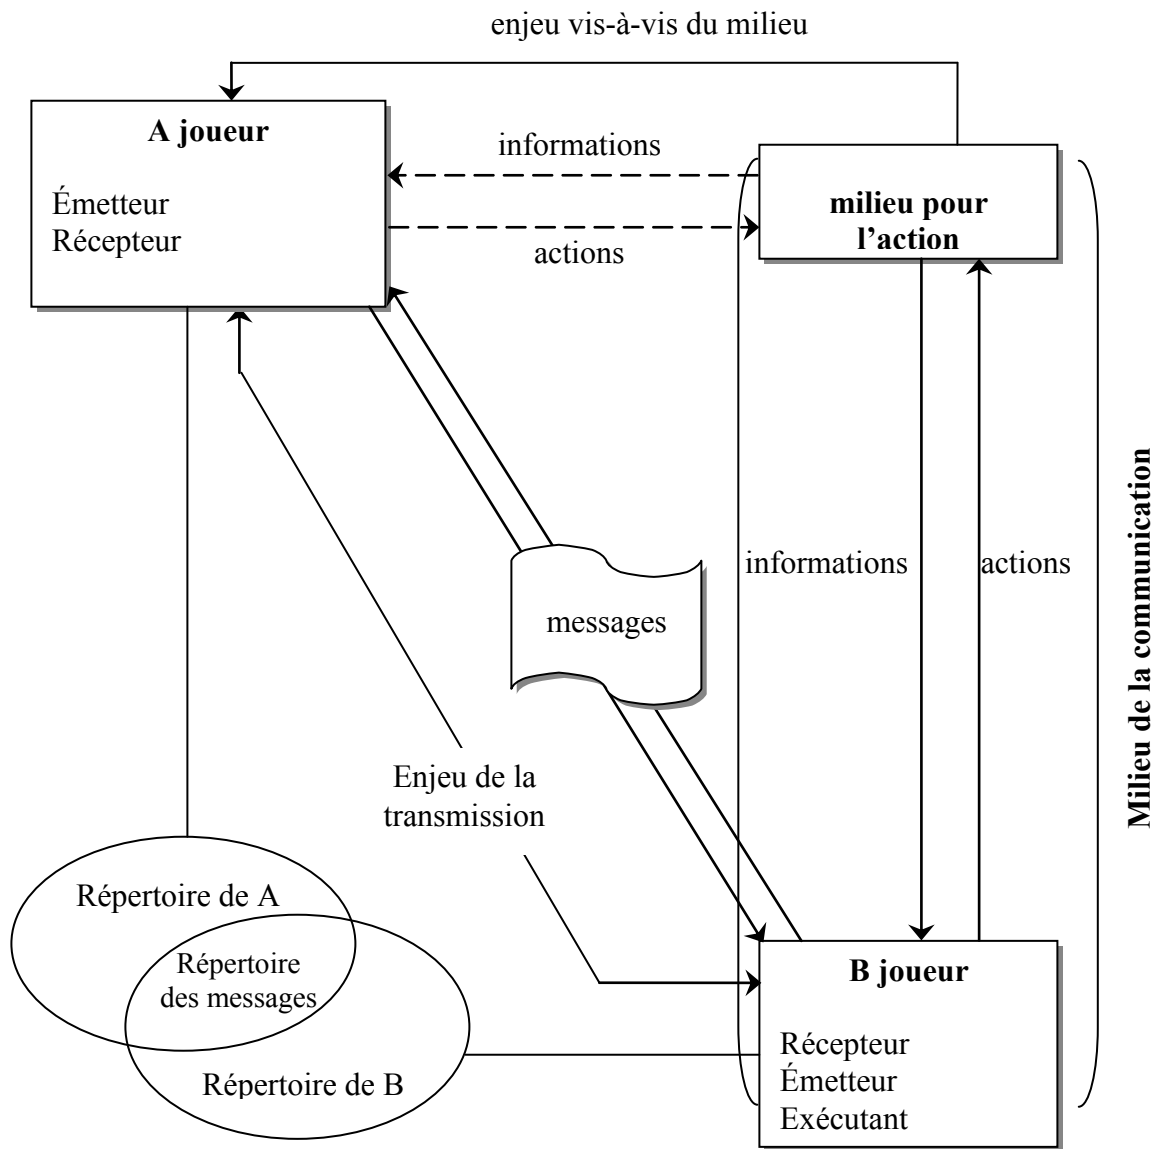 enjeu vis-à-vis du milieu
A joueur
Émetteur
Récepteur
informations
actions
milieu pour
l’action
informations
actions
messages
Milieu de la communication
Enjeu de la
transmission
Répertoire de A
Répertoire
des messages
Répertoire de B
B joueur
Récepteur
Émetteur
Exécutant